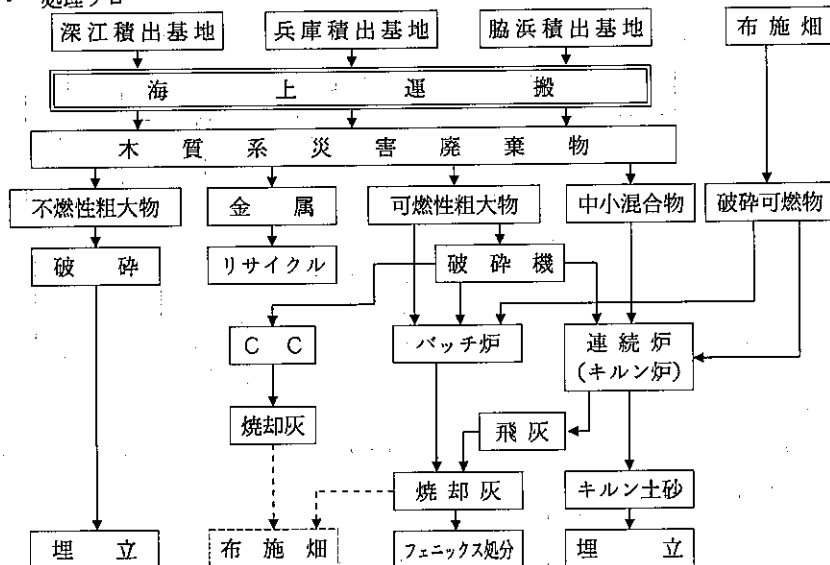 処理フロー
深江積出基地 兵庫積出基地 脇浜積出基地 布施畑
海上運搬
木質系災害廃棄物
不燃性粗大物 金属 可燃性粗大物 中小混合物 破砕可燃物
破砕 リサイクル 破砕機
CC バッチ炉 連続炉
(キルン炉)
焼却灰 飛灰
焼却灰 キルン土砂
埋立 布施畑 フェニックス処分 埋立